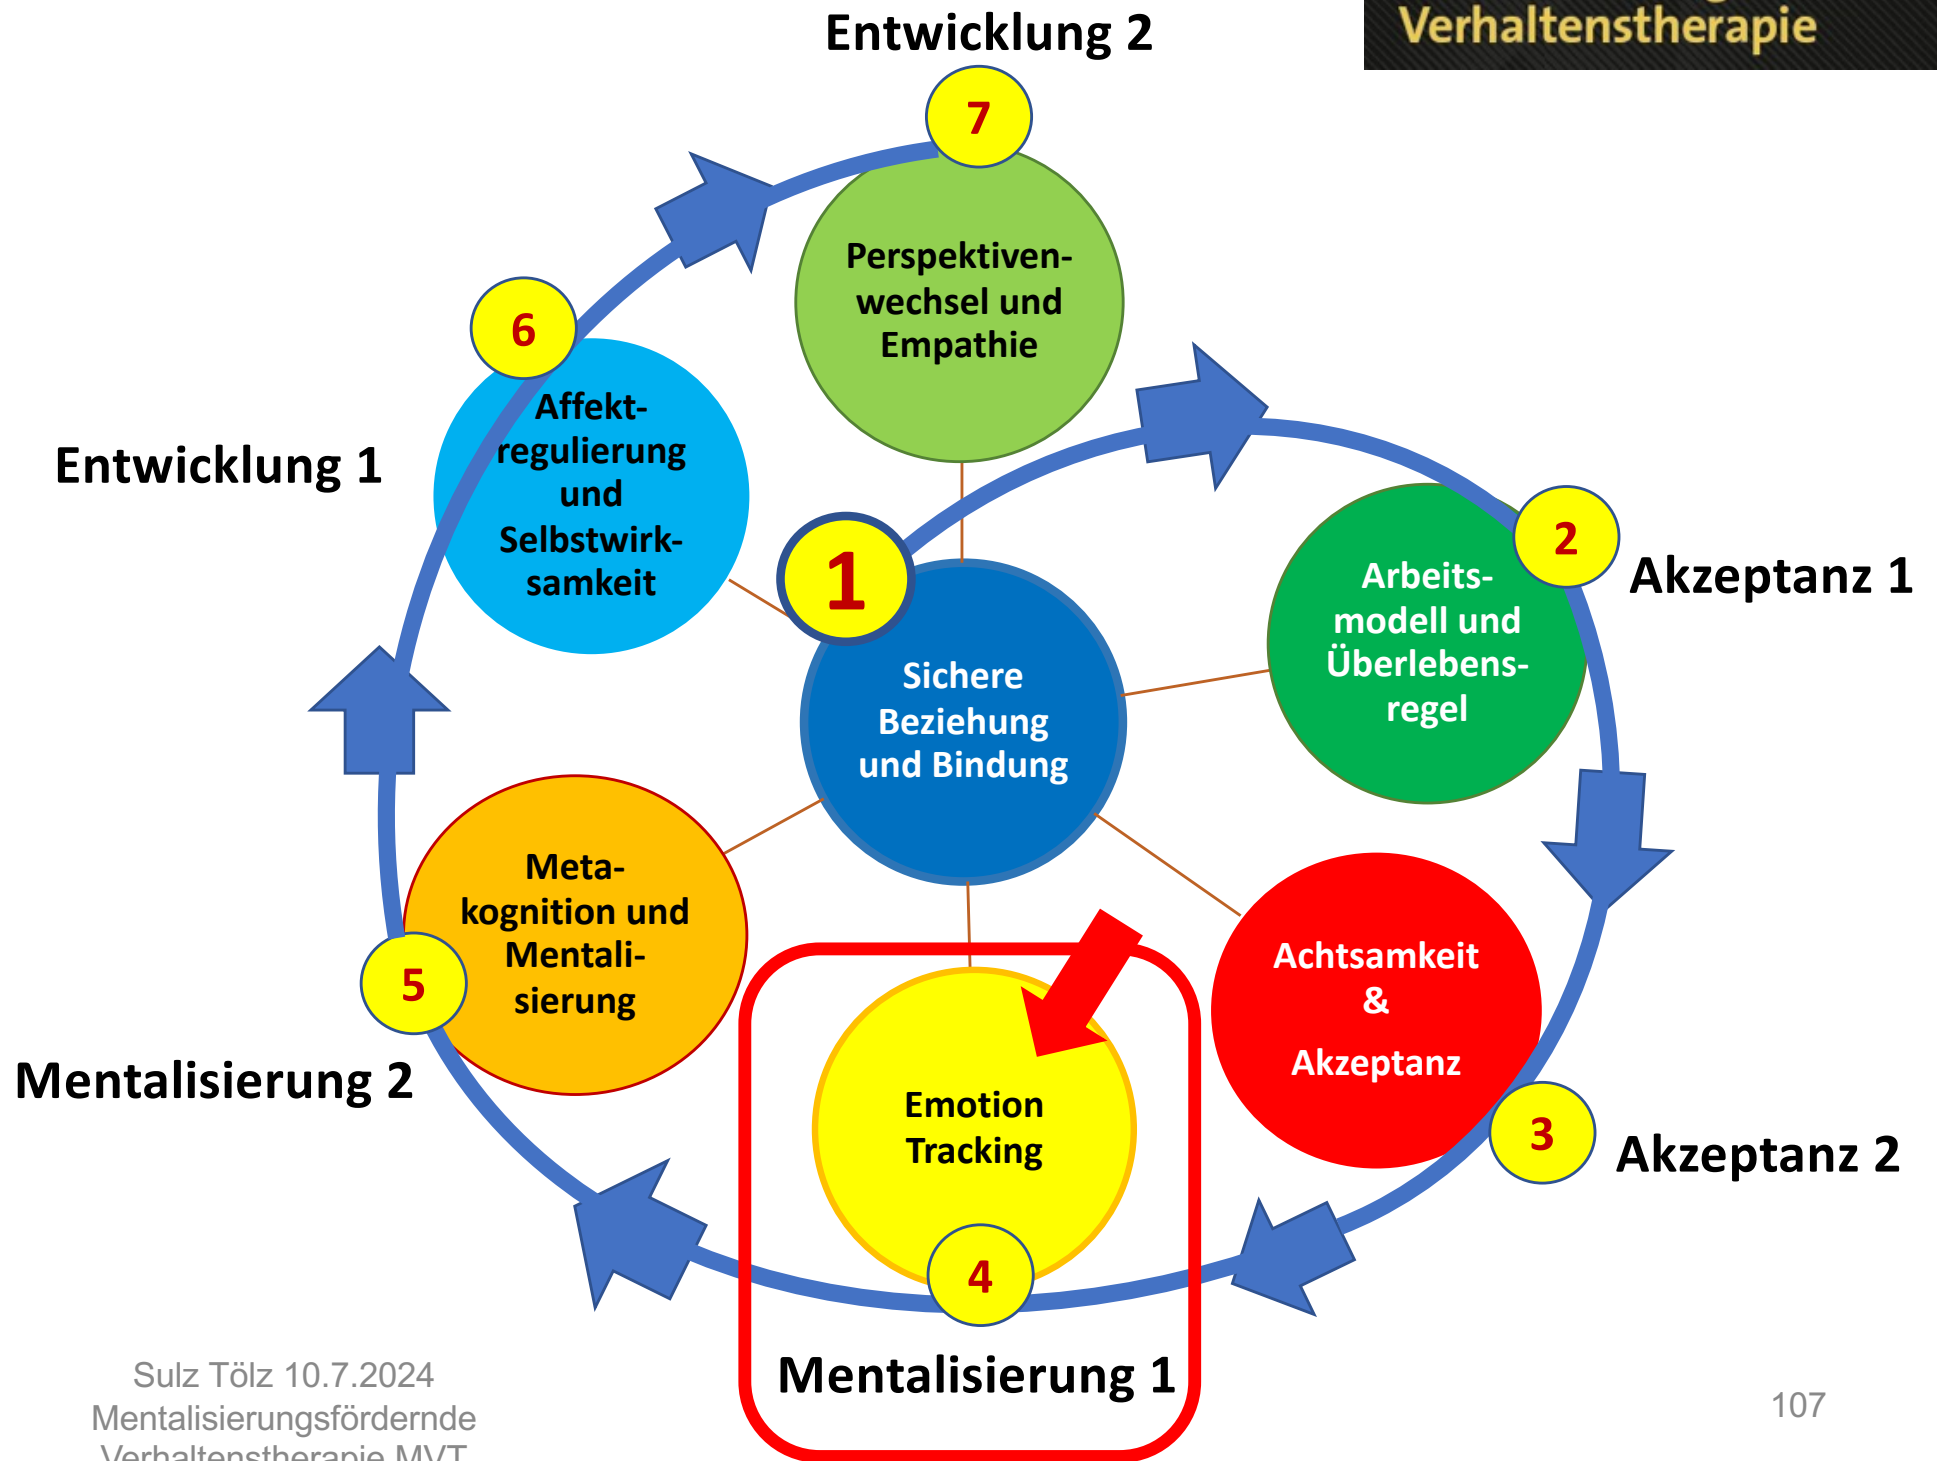 Verhaltenstherapie
Entwicklung 2
7
Perspektiven-
wechsel und
Empathie
6
Affekt-
regulierung
und
Selbstwirk-
samkeit
Entwicklung 1
1
Sichere
Beziehung
und Bindung
2
Akzeptanz 1
Arbeits-
modell und
Überlebens-
regel
Achtsamkeit
&
Akzeptanz
3
Akzeptanz 2
Emotion
Tracking
4
Mentalisierung 1
Meta-
kognition und
Mentali-
sierung
5
Mentalisierung 2
Sulz Tölz 10.7.2024
Mentalisierungsfördernde
Verhaltenstherapie MVT
107